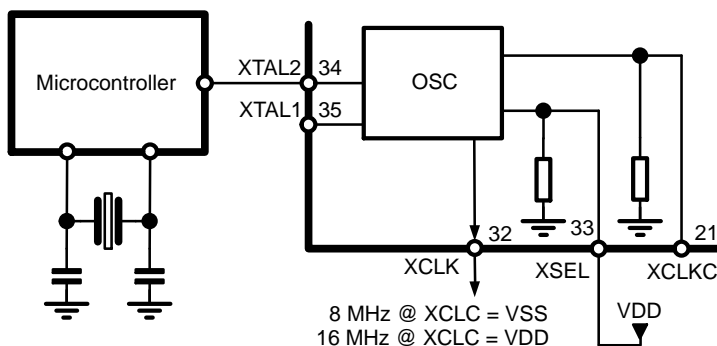 Microcontroller
XTAL2
34
OSC
XTAL1
35
32
33
21
XCLK
XSEL
XCLKC
8 MHz @ XCLC = VSS
16 MHz @ XCLC = VDD
VDD